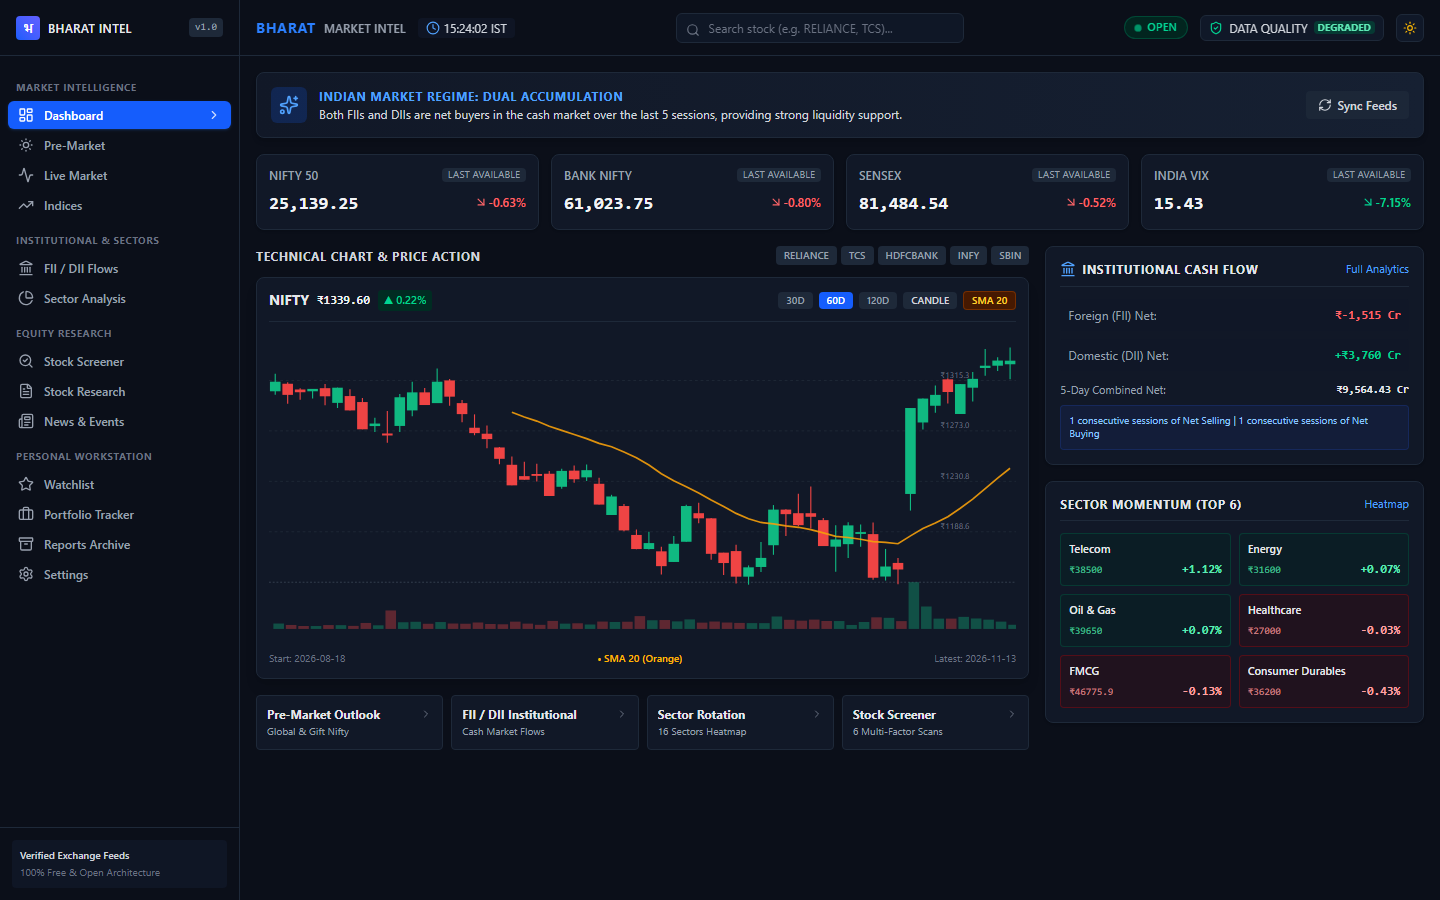 भ BHARAT INTEL v1.0
MARKET INTELLIGENCE
Dashboard
Pre-Market
Live Market
Indices
INSTITUTIONAL & SECTORS
FII / DII Flows
Sector Analysis
EQUITY RESEARCH
Stock Screener
Stock Research
News & Events
PERSONAL WORKSTATION
Watchlist
Portfolio Tracker
Reports Archive
Settings
Verified Exchange Feeds
100% Free & Open Architecture
BHARAT MARKET INTEL 15:24:02 IST Search stock (e.g. RELIANCE, TCS)... OPEN DATA QUALITY DEGRADED
INDIAN MARKET REGIME: DUAL ACCUMULATION
Both FIIs and DIIs are net buyers in the cash market over the last 5 sessions, providing strong liquidity support.
Sync Feeds
NIFTY 50 LAST AVAILABLE
25,139.25 -0.63%
BANK NIFTY LAST AVAILABLE
61,023.75 -0.80%
SENSEX LAST AVAILABLE
81,484.54 -0.52%
INDIA VIX LAST AVAILABLE
15.43 -7.15%
TECHNICAL CHART & PRICE ACTION RELIANCE TCS HDFCBANK INFY SBIN
NIFTY ₹1339.60 ▲ 0.22% 30D 60D 120D CANDLE SMA 20
₹1315.3
₹1273.0
₹1230.8
₹1188.6
Start: 2026-08-18 • SMA 20 (Orange) Latest: 2026-11-13
Pre-Market Outlook
Global & Gift Nifty
FII / DII Institutional
Cash Market Flows
Sector Rotation
16 Sectors Heatmap
Stock Screener
6 Multi-Factor Scans
INSTITUTIONAL CASH FLOW Full Analytics
Foreign (FII) Net: ₹-1,515 Cr
Domestic (DII) Net: +₹3,760 Cr
5-Day Combined Net: ₹9,564.43 Cr
1 consecutive sessions of Net Selling | 1 consecutive sessions of Net
Buying
SECTOR MOMENTUM (TOP 6) Heatmap
Telecom
₹38500 +1.12%
Energy
₹31600 +0.07%
Oil & Gas
₹39650 +0.07%
Healthcare
₹27000 -0.03%
FMCG
₹46775.9 -0.13%
Consumer Durables
₹36200 -0.43%